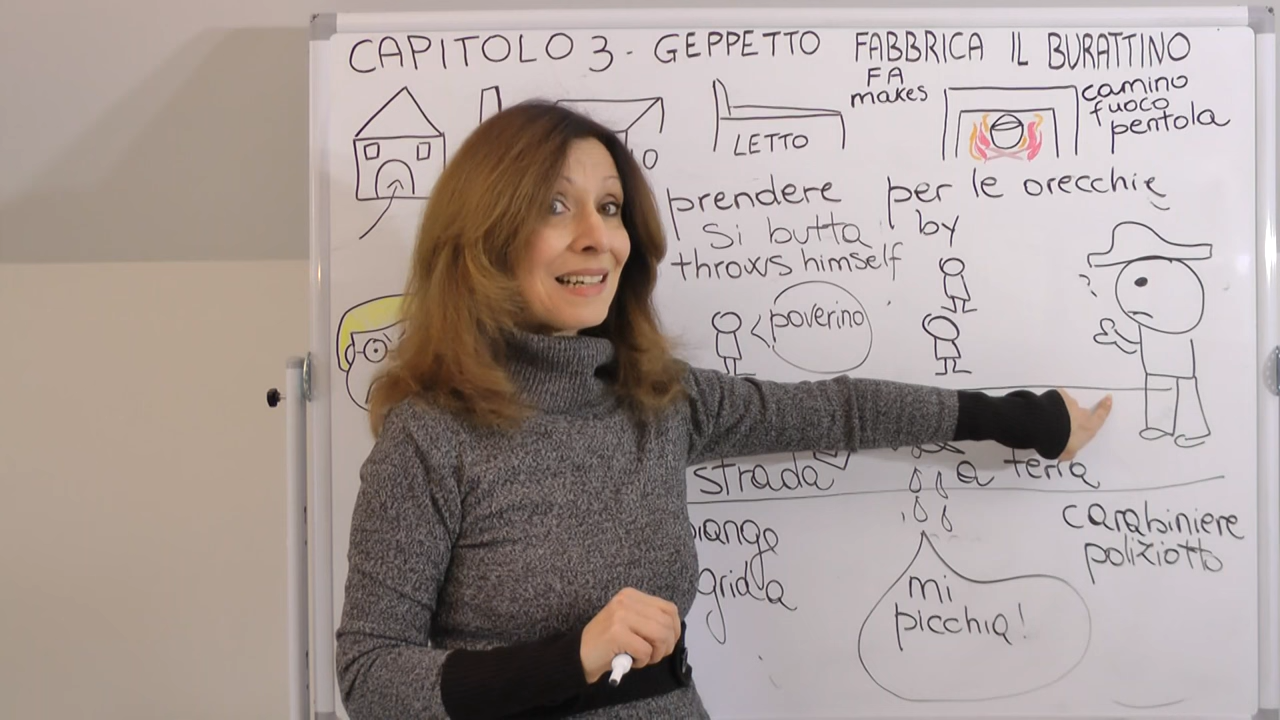 CAPITOLO 3 - GEPPETTO FABBRICA IL BURATTINO
FA
makes
camino
fuoco
pentola
LETTO
prendere per le orecchie
si butta by
throws himself
poverino
strada a terra
carabiniere
poliziotto
grida
mi
picchia!